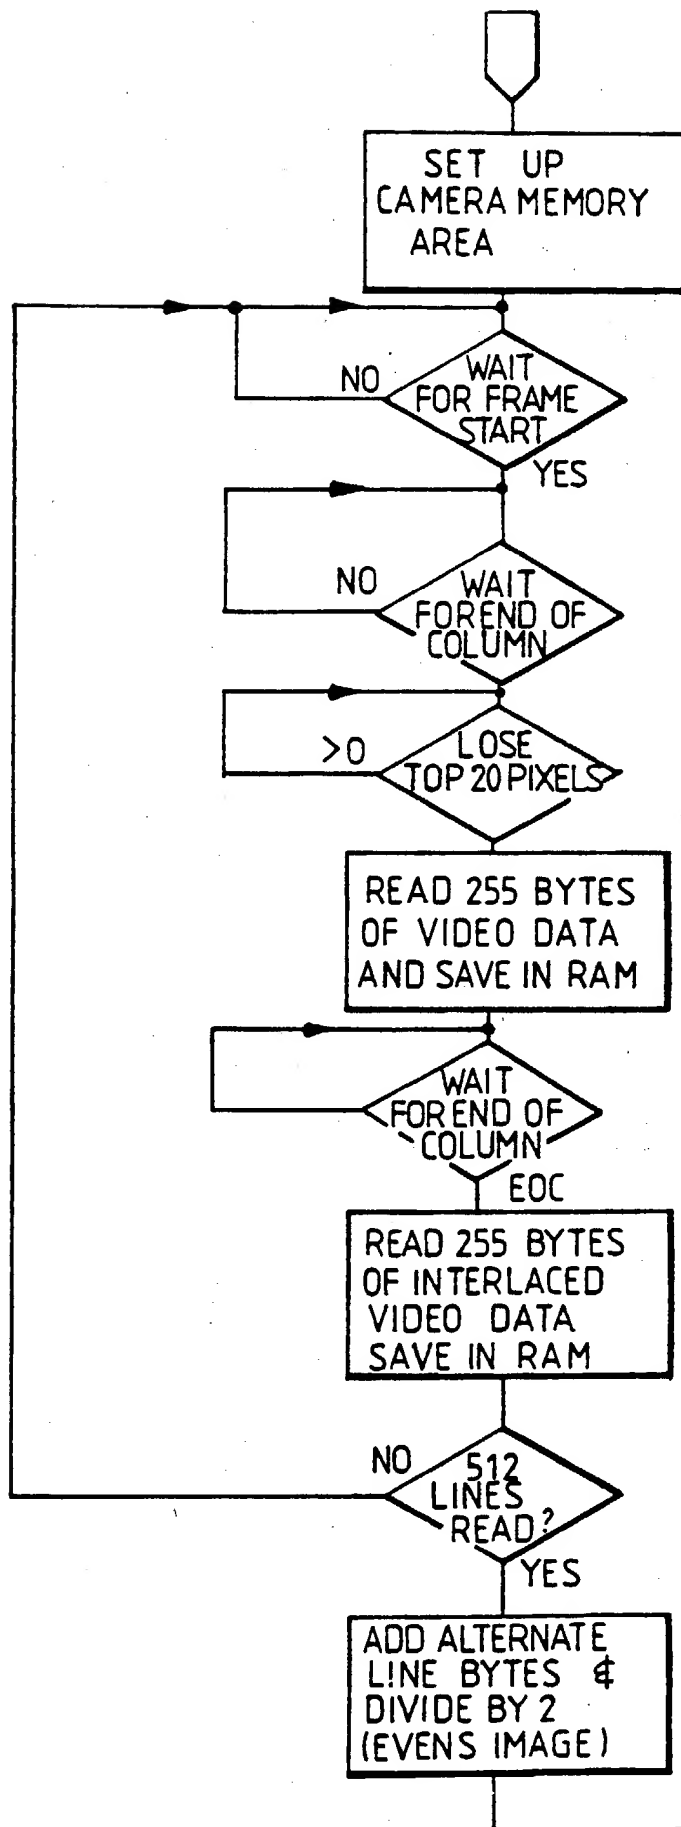 SET UP
CAMERA MEMORY
AREA
NO
WAIT
FOR FRAME
START
YES
NO
WAIT
FOR END OF
COLUMN
>0
LOSE
TOP 20 PIXELS
READ 255 BYTES
OF VIDEO DATA
AND SAVE IN RAM
WAIT
FOR END OF
COLUMN
EOC
READ 255 BYTES
OF INTERLACED
VIDEO DATA
SAVE IN RAM
NO
512
LINES
READ?
YES
ADD ALTERNATE
LINE BYTES &
DIVIDE BY 2
(EVENS IMAGE)